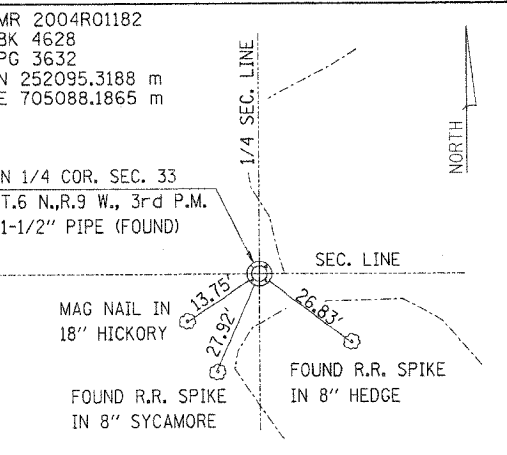 MR 2004R01182
BK 4628
PG 3632
N 252095.3188 m
E 705088.1865 m
1/4 SEC. LINE
NORTH
N 1/4 COR. SEC. 33
T.6 N.,R.9 W., 3rd P.M.
1-1/2" PIPE (FOUND)
SEC. LINE
13.75'
27.92'
26.83'
MAG NAIL IN
18" HICKORY
FOUND R.R. SPIKE
IN 8" SYCAMORE
FOUND R.R. SPIKE
IN 8" HEDGE